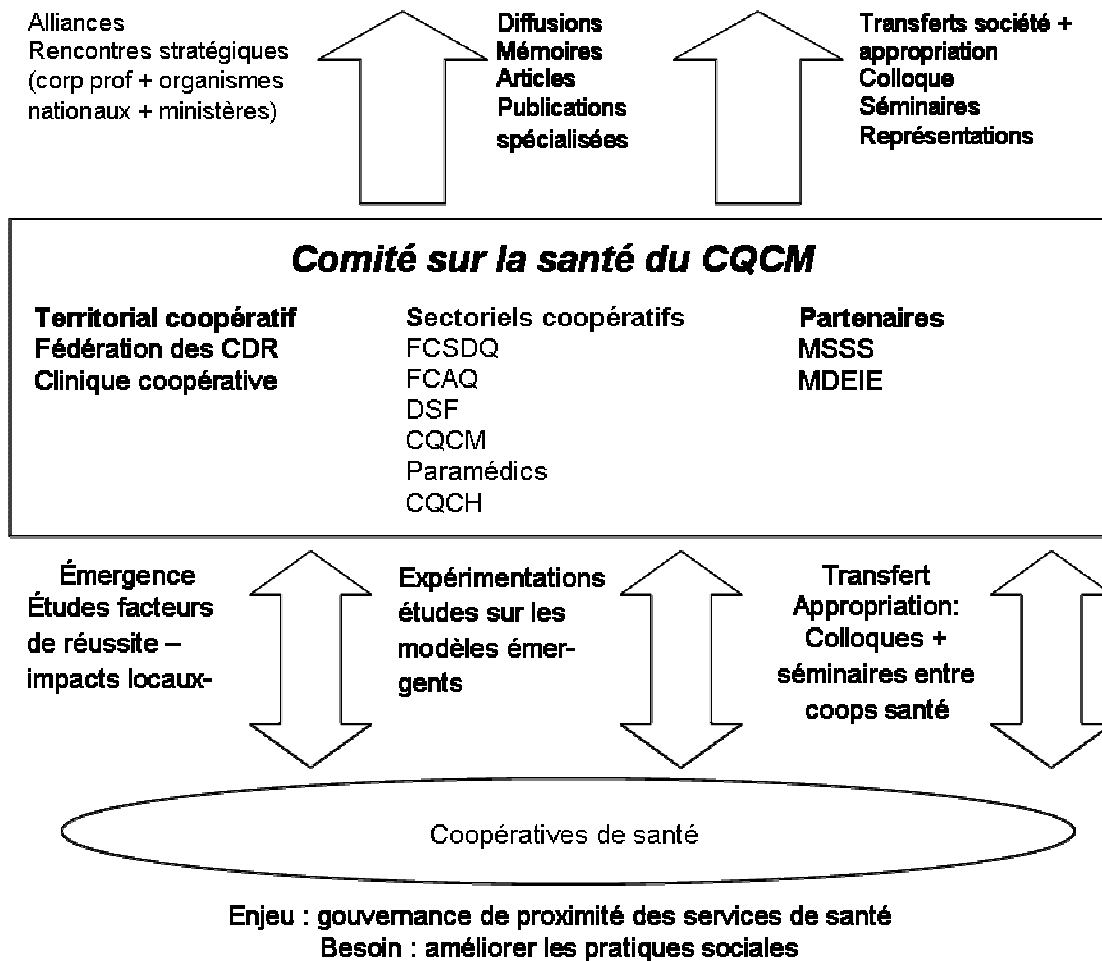 Alliances
Rencontres stratégiques
(corp prof + organismes
nationaux + ministères)
Diffusions
Mémoires
Articles
Publications
spécialisées
Transferts société +
appropriation
Colloque
Séminaires
Représentations
Comité sur la santé du CQCM
Territorial coopératif
Fédération des CDR
Clinique coopérative
Sectoriels coopératifs
FCSDQ
FCAQ
DSF
CQCM
Paramédics
CQCH
Partenaires
MSSS
MDEIE
Émergence
Études facteurs
de réussite –
impacts locaux-
Expérimentations
études sur les
modèles émer-
gents
Transfert
Appropriation:
Colloques +
séminaires entre
coops santé
Coopératives de santé
Enjeu : gouvernance de proximité des services de santé
Besoin : améliorer les pratiques sociales